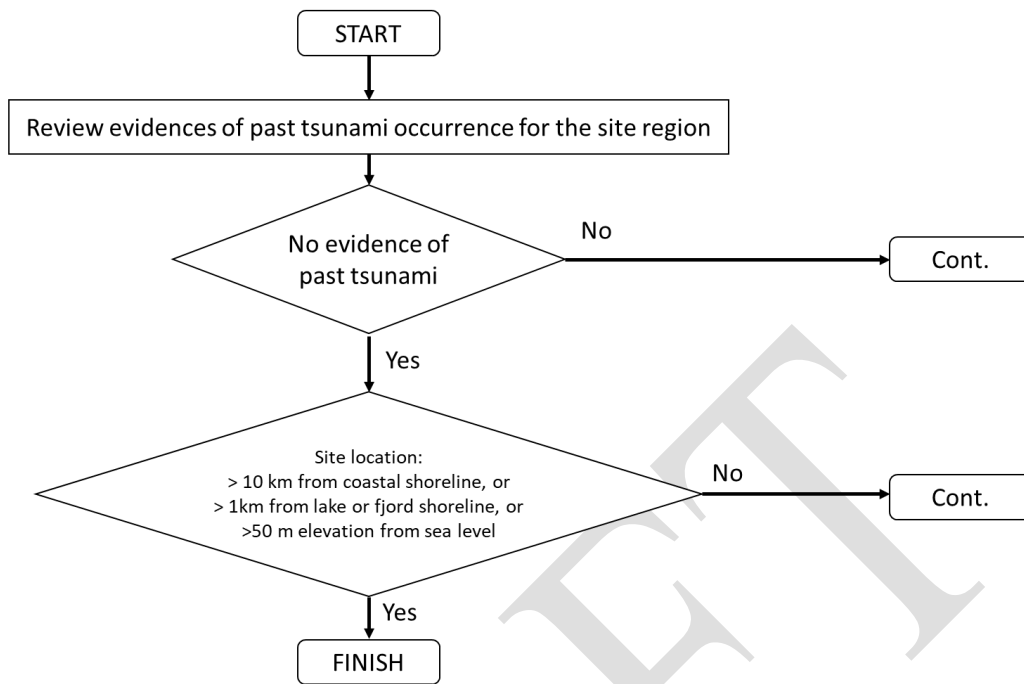 START
Review evidences of past tsunami occurrence for the site region
No evidence of
past tsunami
No
Cont.
Yes
Site location:
> 10 km from coastal shoreline, or
> 1km from lake or fjord shoreline, or
>50 m elevation from sea level
No
Cont.
Yes
FINISH
FT